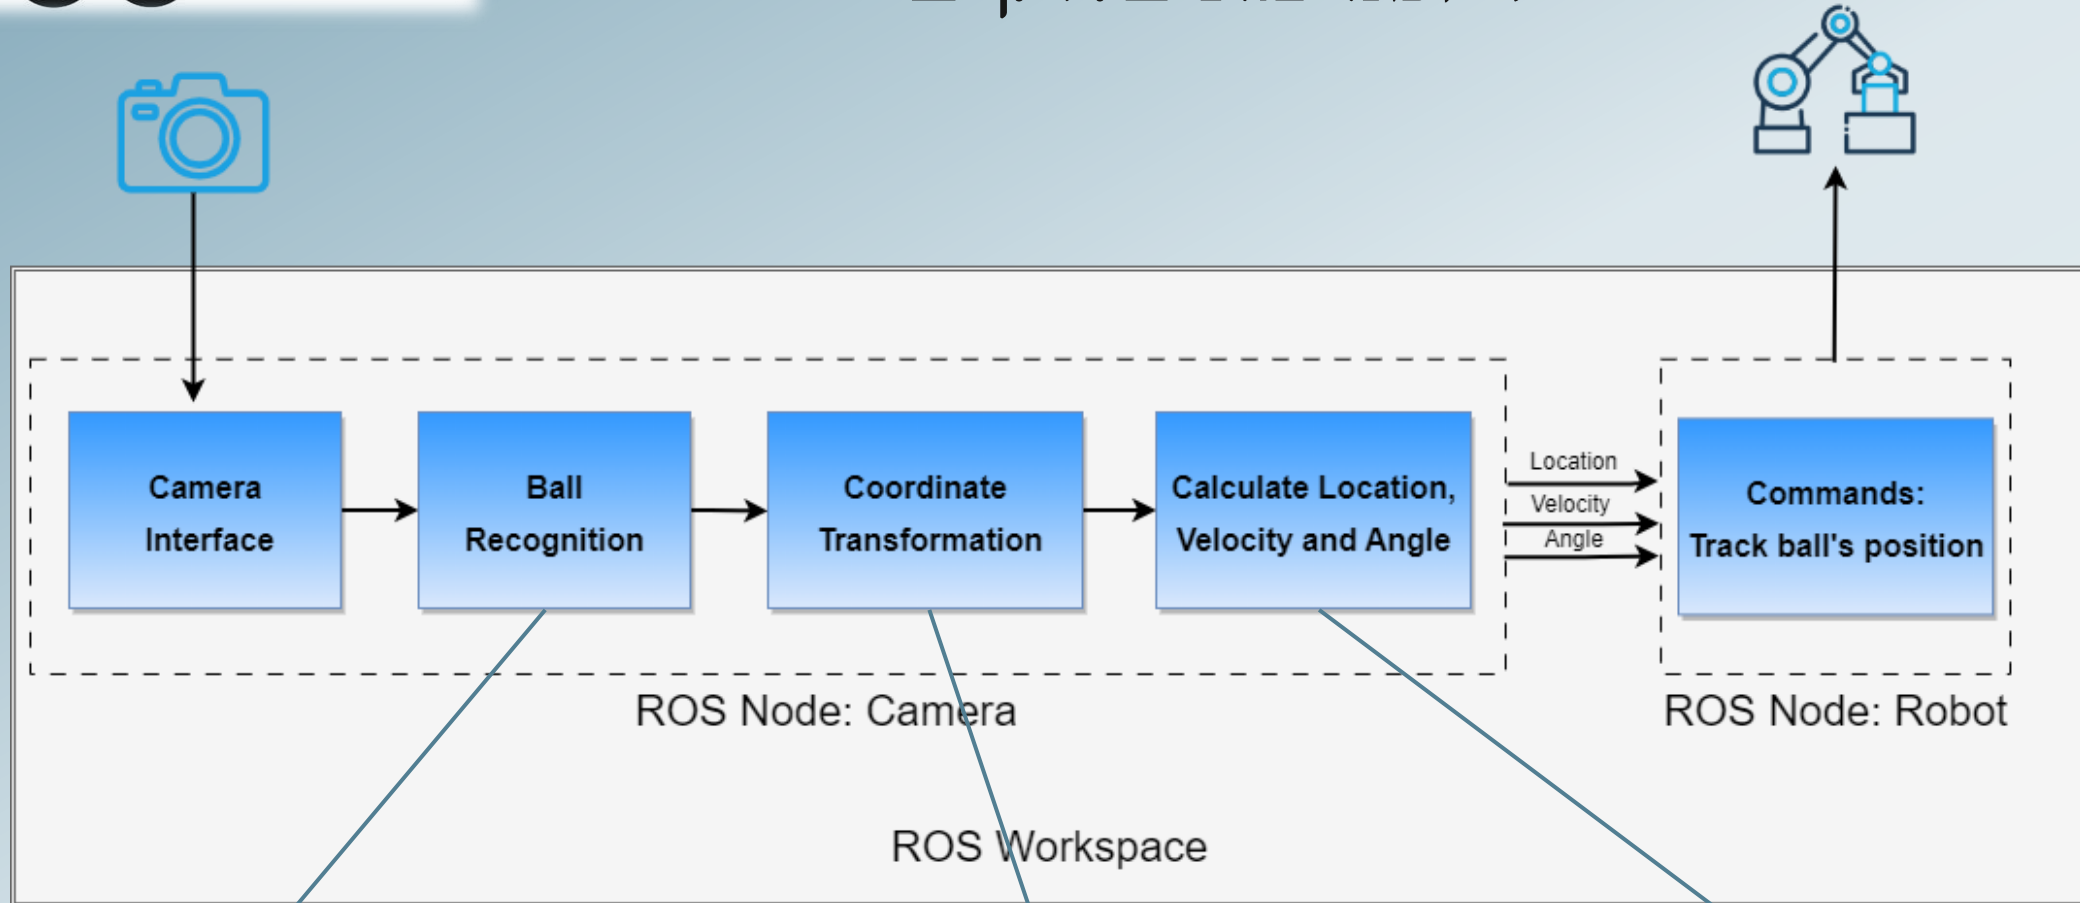 Camera
Interface
Ball
Recognition
Coordinate
Transformation
Calculate Location,
Velocity and Angle
Location
Velocity
Angle
Commands:
Track ball's position
ROS Node: Camera
ROS Node: Robot
ROS Workspace